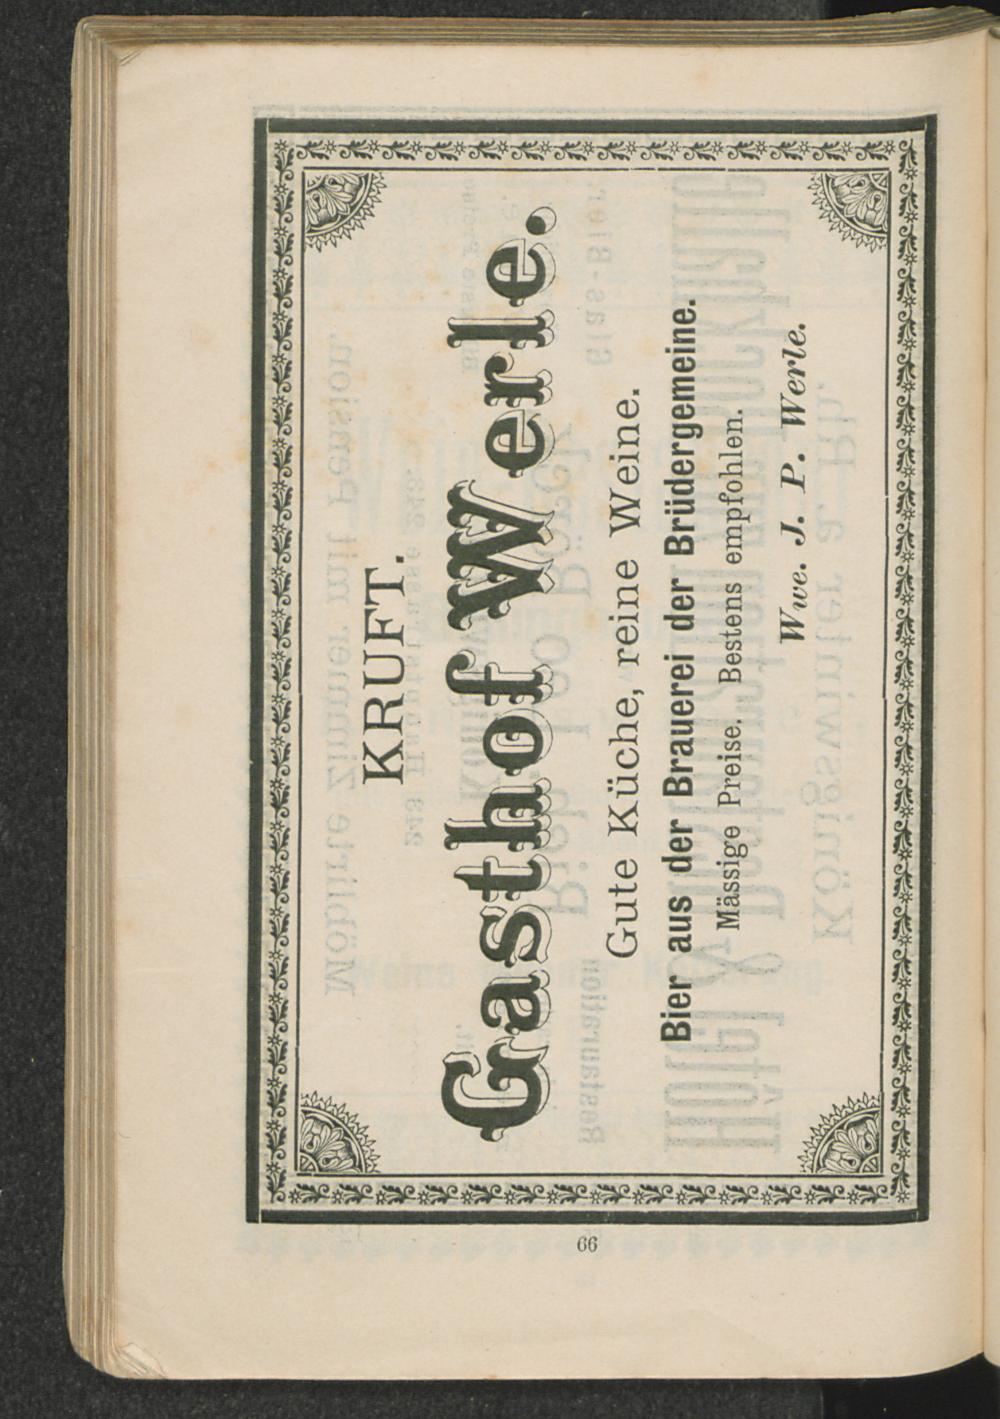 KRUFT.
Gasthof Werle.
Gute Küche, reine Weine.
Bier aus der Brauerei der Brüdergemeine.
Mässige Preise. Bestens empfohlen.
Wwe. J. P. Werle.
66